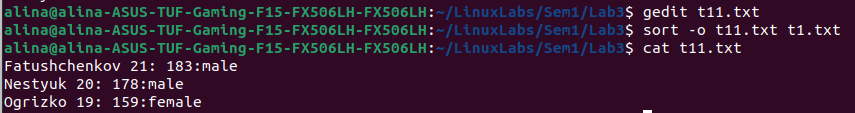 alina@alina-ASUS-TUF-Gaming-F15-FX506LH-FX506LH:~/LinuxLabs/Sem1/Lab3$ gedit t11.txt
alina@alina-ASUS-TUF-Gaming-F15-FX506LH-FX506LH:~/LinuxLabs/Sem1/Lab3$ sort -o t11.txt t1.txt
alina@alina-ASUS-TUF-Gaming-F15-FX506LH-FX506LH:~/LinuxLabs/Sem1/Lab3$ cat t11.txt
Fatushchenkov 21: 183:male
Nestyuk 20: 178:male
Ogrizko 19: 159:female